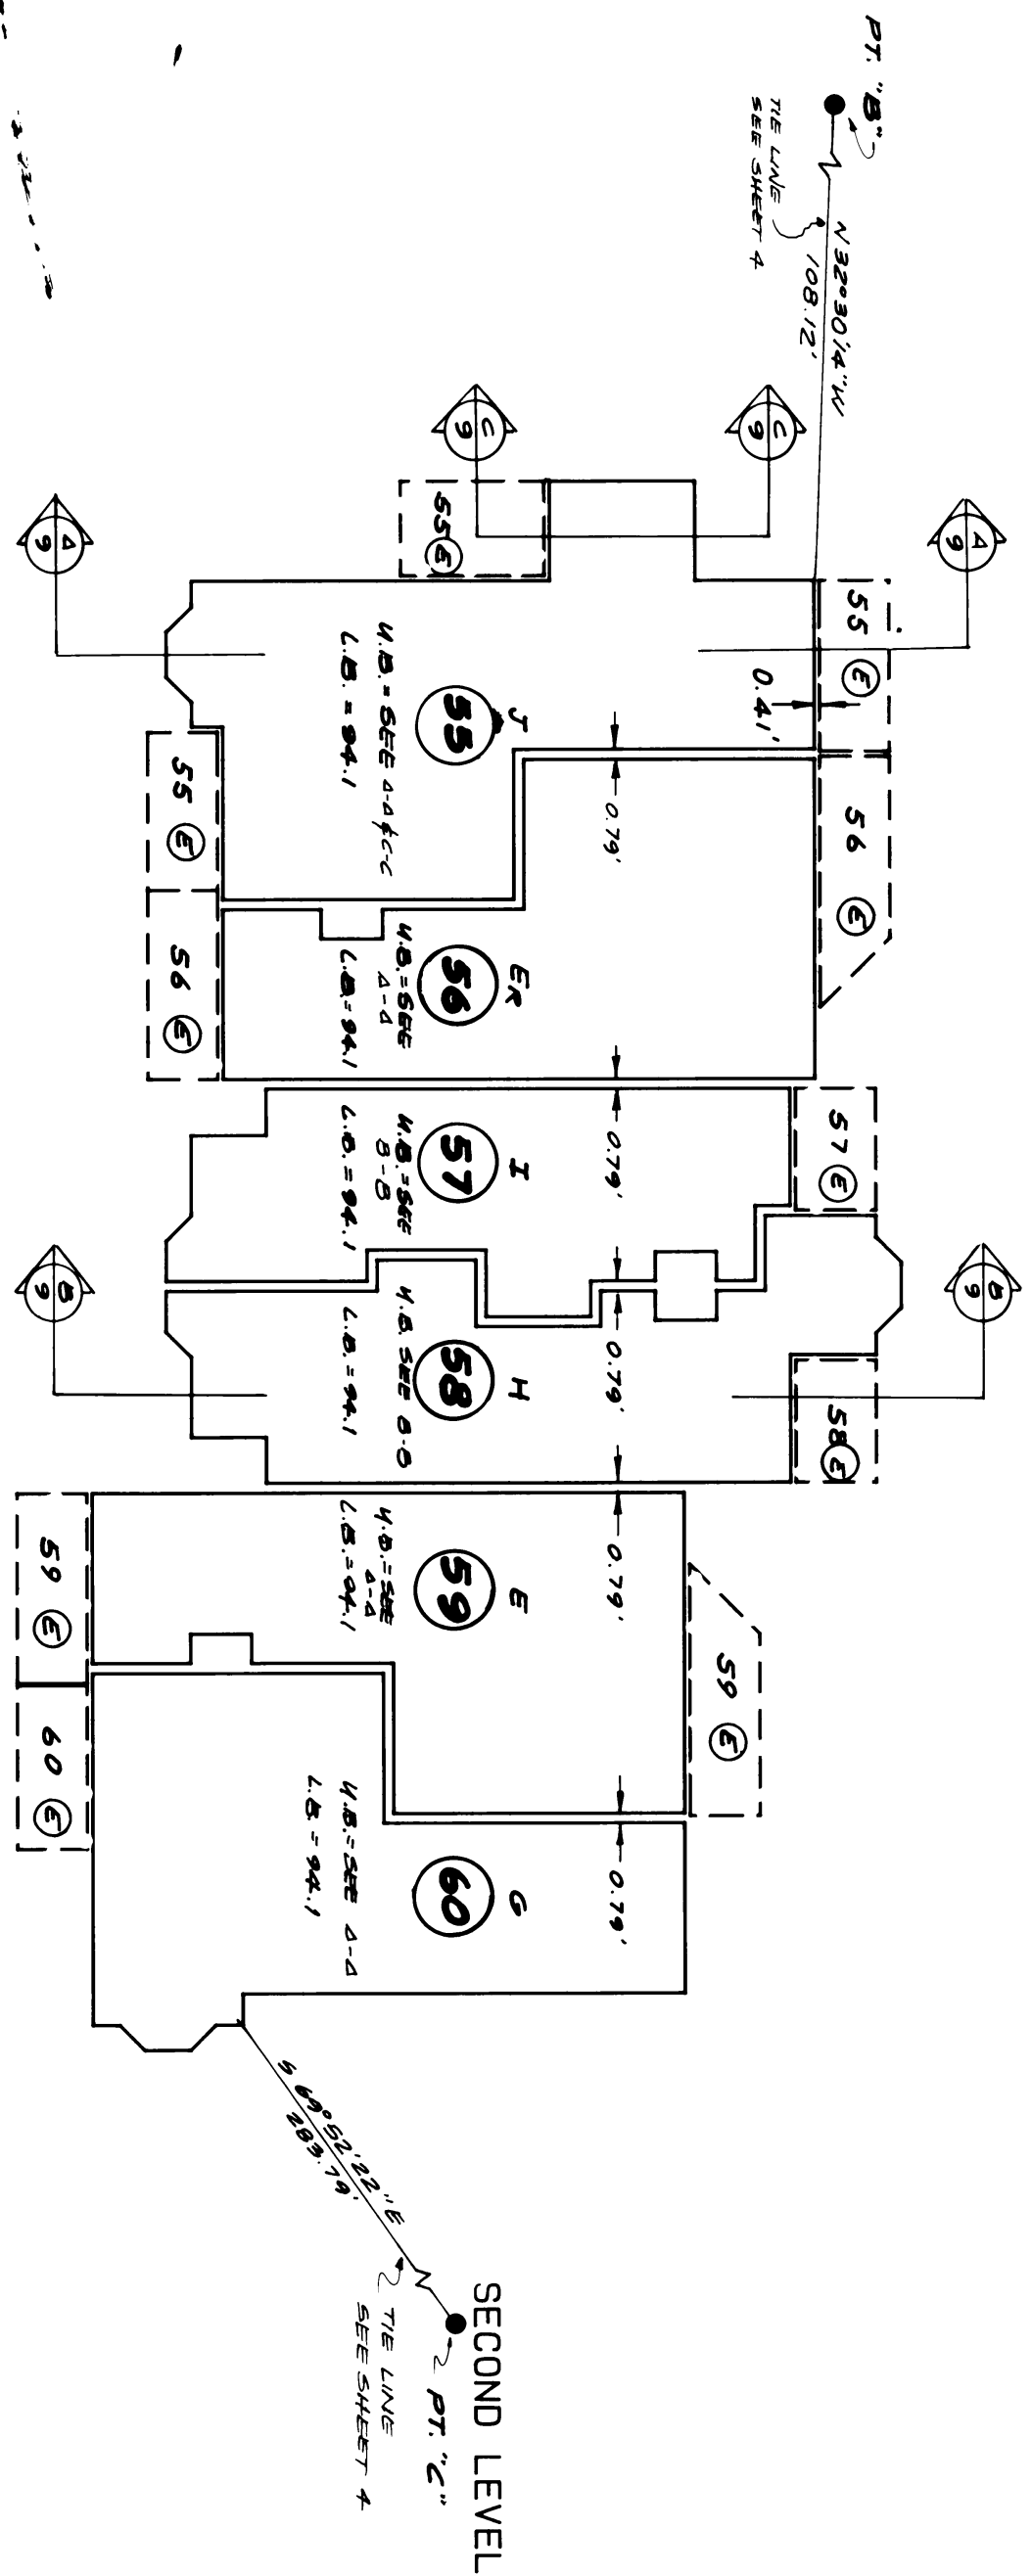 PT. "B"
TIE LINE
SEE SHEET 4
N32°30'14"W
108.12'
C
9
C
9
A
9
A
9
55 E
55 E
0.41'
J
55
U.B. = SEE A-A & C-C
L.B. = 94.1
0.79'
55 E
56 E
56 E
ER
56
U.B. = SEE
A-A
L.B. = 94.1
0.79'
57 E
I
57
U.B. = SEE
B-B
L.B. = 94.1
0.79'
B
9
B
9
58 E
H
58
U.B. SEE B-B
L.B. = 94.1
0.79'
59 E
E
59
U.B. = SEE
A-A
L.B. = 94.1
59 E
60 E
0.79'
G
60
U.B. = SEE A-A
L.B. = 94.1
S 69°52'22"E
283.79'
TIE LINE
SEE SHEET 4
PT. "C"
SECOND LEVEL